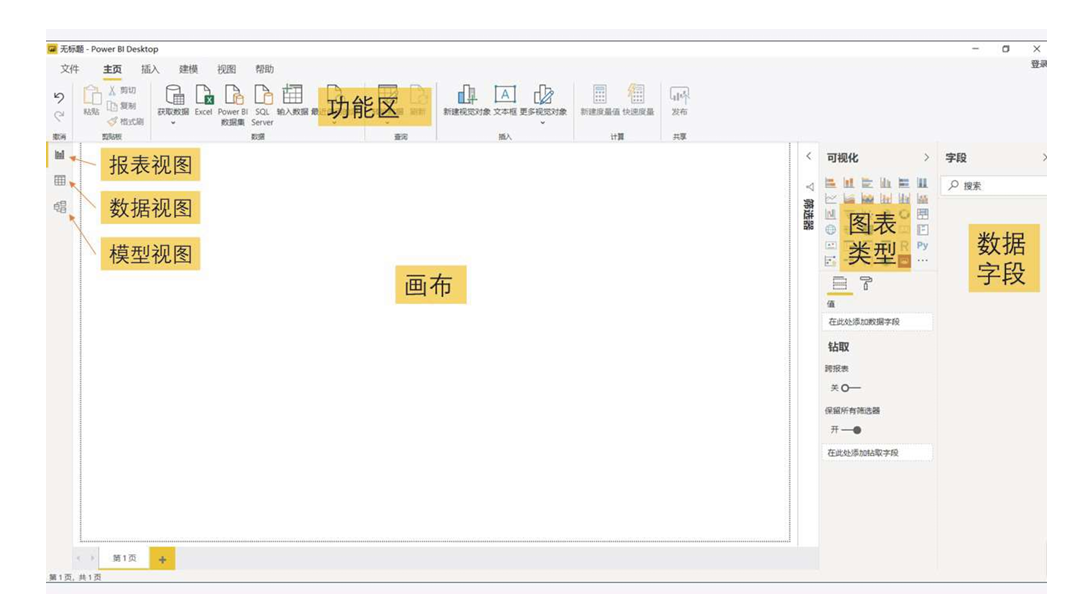 无标题 - Power BI Desktop
登录
文件 主页 插入 建模 视图 帮助
剪切
复制
格式刷
粘贴
获取数据 Excel Power BI 数据集 SQL Server 输入数据
功能区
新建视觉对象 文本框 更多视觉对象
新建度量值 快速度量
发布
撤消 剪贴板 数据 查询 插入 计算 共享
报表视图
数据视图
模型视图
画布
筛选器
可视化
图表
类型
R Py
值
在此处添加数据字段
钻取
跨报表
关
保留所有筛选器
开
在此处添加钻取字段
字段
搜索
数据
字段
第 1 页
第 1 页, 共 1 页